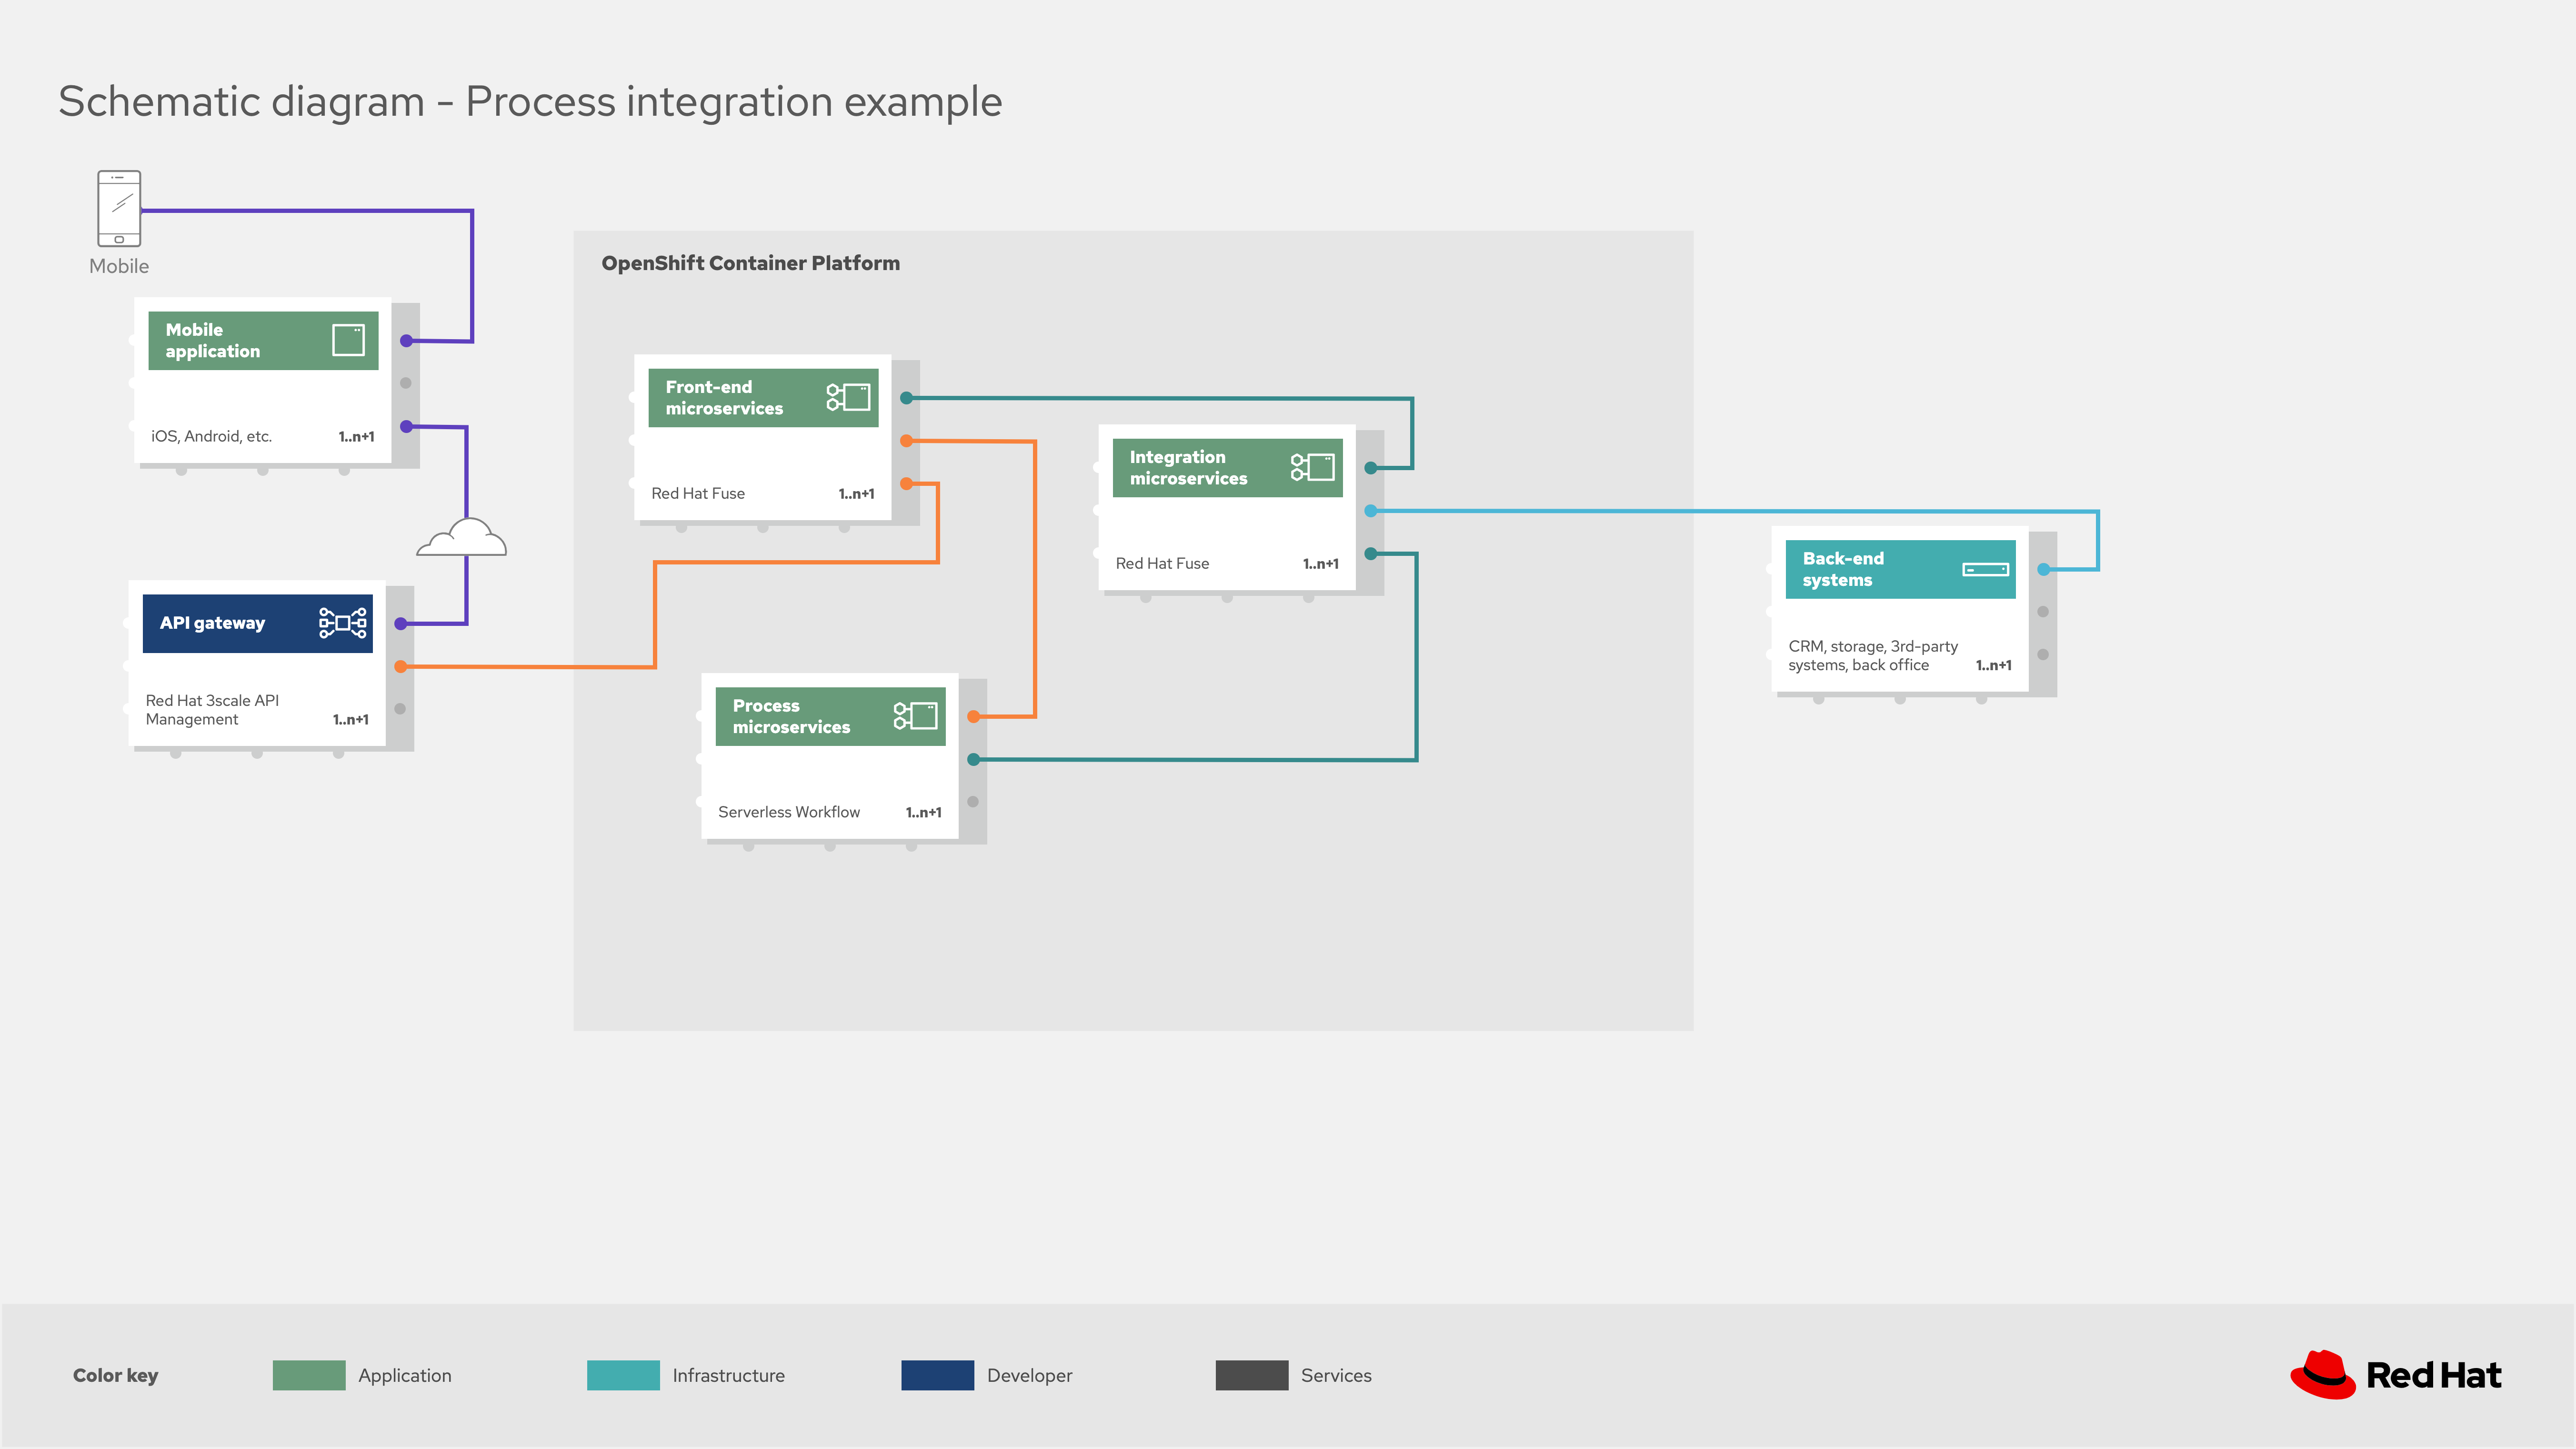 Schematic diagram - Process integration example
Mobile
Mobile
application
iOS, Android, etc.
1..n+1
API gateway
Red Hat 3scale API
Management
1..n+1
OpenShift Container Platform
Front-end
microservices
Red Hat Fuse
1..n+1
Integration
microservices
Red Hat Fuse
1..n+1
Process
microservices
Serverless Workflow
1..n+1
Back-end
systems
CRM, storage, 3rd-party
systems, back office
1..n+1
Color key
Application
Infrastructure
Developer
Services
Red Hat